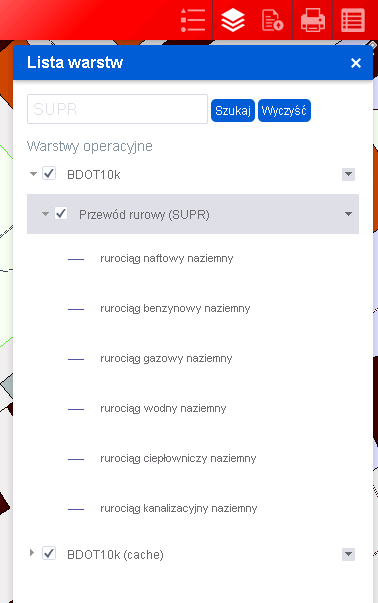 Lista warstw
SUPR
Szukaj
Wyczyść
Warstwy operacyjne
BDOT10k
Przewód rurowy (SUPR)
rurociąg naftowy naziemny
rurociąg benzynowy naziemny
rurociąg gazowy naziemny
rurociąg wodny naziemny
rurociąg ciepłowniczy naziemny
rurociąg kanalizacyjny naziemny
BDOT10k (cache)